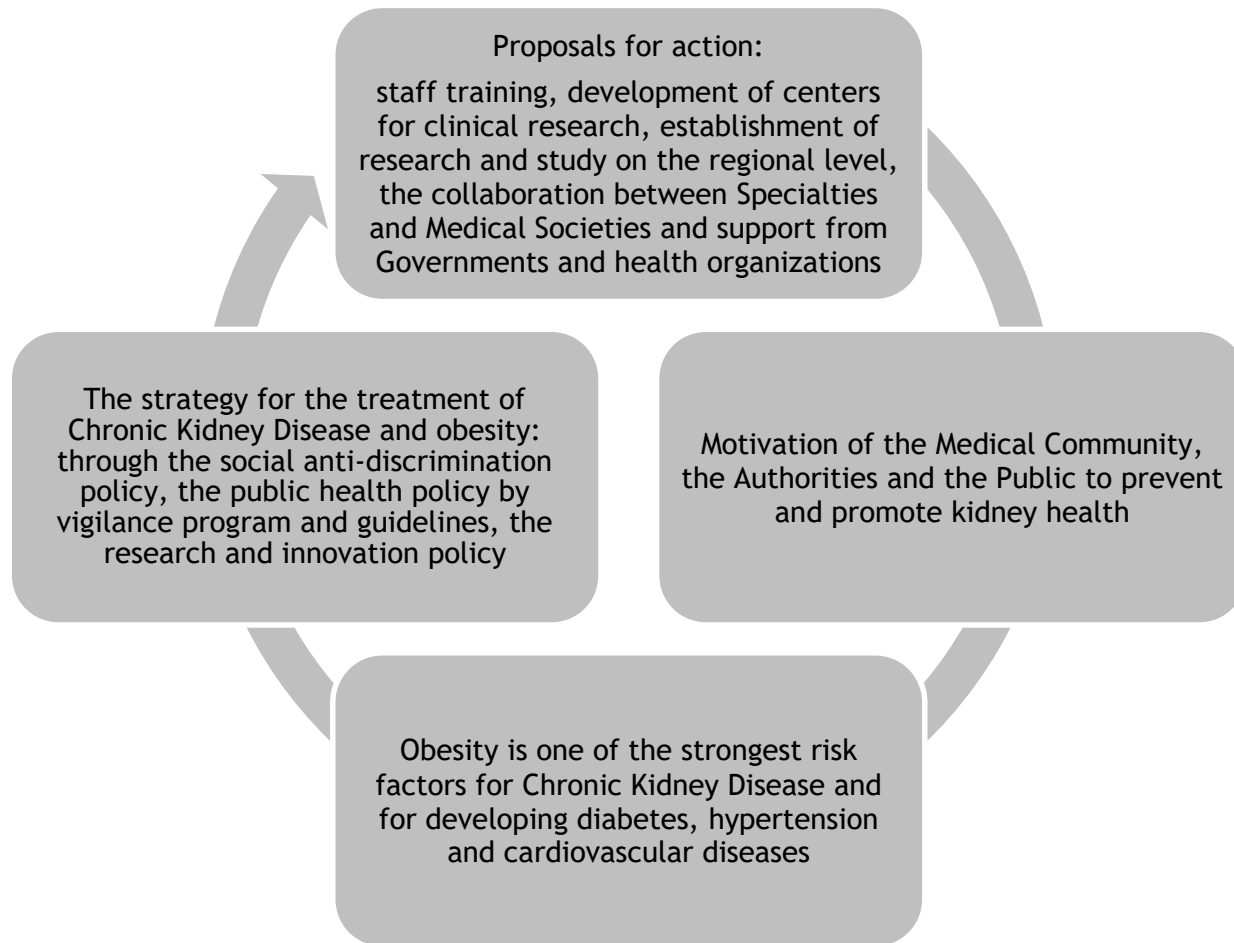 Proposals for action:
staff training, development of centers
for clinical research, establishment of
research and study on the regional level,
the collaboration between Specialties
and Medical Societies and support from
Governments and health organizations
Motivation of the Medical Community,
the Authorities and the Public to prevent
and promote kidney health
Obesity is one of the strongest risk
factors for Chronic Kidney Disease and
for developing diabetes, hypertension
and cardiovascular diseases
The strategy for the treatment of
Chronic Kidney Disease and obesity:
through the social anti-discrimination
policy, the public health policy by
vigilance program and guidelines, the
research and innovation policy